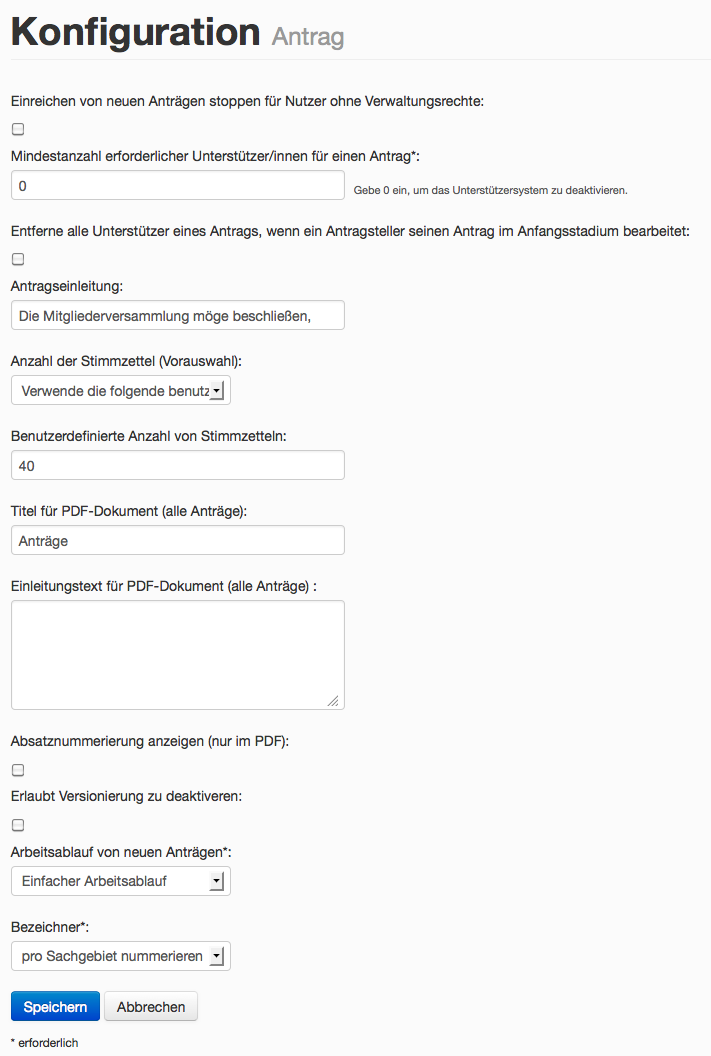 Konfiguration Antrag
Einreichen von neuen Anträgen stoppen für Nutzer ohne Verwaltungsrechte:
Mindestanzahl erforderlicher Unterstützer/innen für einen Antrag*:
0 Gebe 0 ein, um das Unterstützersystem zu deaktivieren.
Entferne alle Unterstützer eines Antrags, wenn ein Antragsteller seinen Antrag im Anfangsstadium bearbeitet:
Antragseinleitung:
Die Mitgliederversammlung möge beschließen,
Anzahl der Stimmzettel (Vorauswahl):
Verwende die folgende benutz
Benutzerdefinierte Anzahl von Stimmzetteln:
40
Titel für PDF-Dokument (alle Anträge):
Anträge
Einleitungstext für PDF-Dokument (alle Anträge) :
Absatznummerierung anzeigen (nur im PDF):
Erlaubt Versionierung zu deaktiveren:
Arbeitsablauf von neuen Anträgen*:
Einfacher Arbeitsablauf
Bezeichner*:
pro Sachgebiet nummerieren
Speichern Abbrechen
* erforderlich